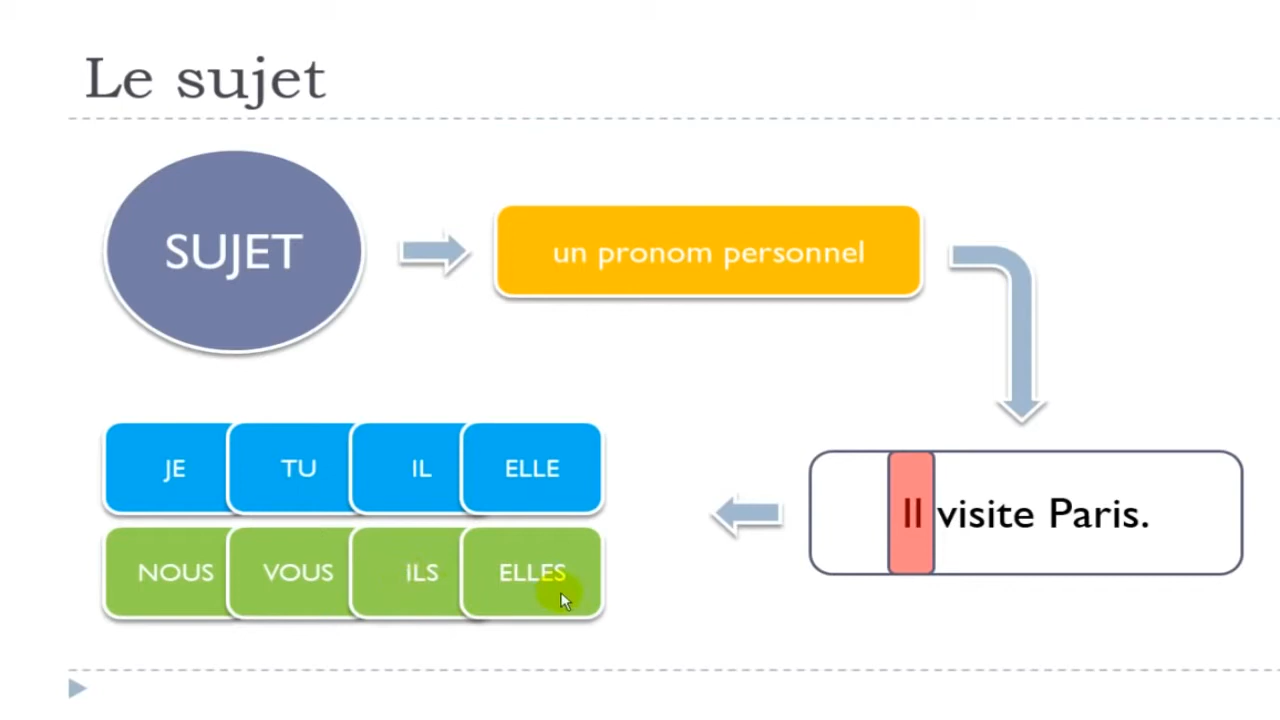 Le sujet
SUJET
un pronom personnel
Il visite Paris.
JE TU IL ELLE
NOUS VOUS ILS ELLES